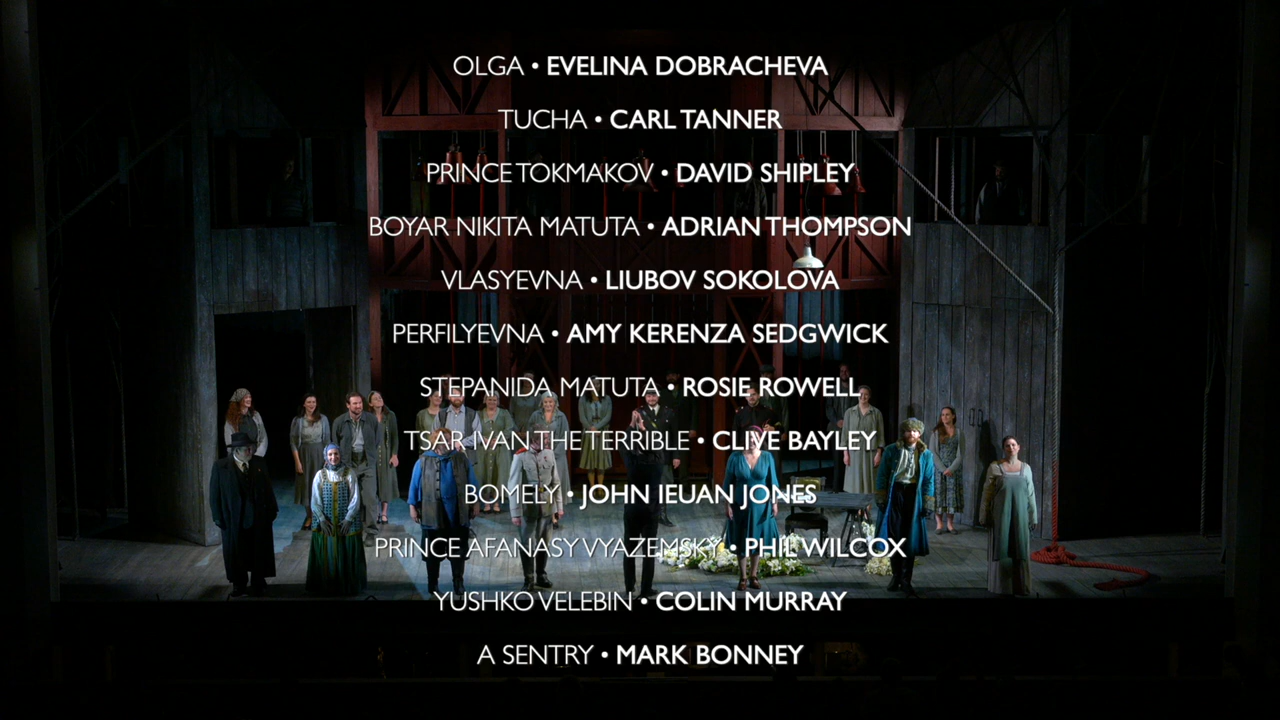 OLGA • EVELINA DOBRACHEVA
TUCHA • CARL TANNER
PRINCE TOKMAKOV • DAVID SHIPLEY
BOYAR NIKITA MATUTA • ADRIAN THOMPSON
VLASYEVNA • LIUBOV SOKOLOVA
PERFILYEVNA • AMY KERENZA SEDGWICK
STEPANIDA MATUTA • ROSIE ROWELL
TSAR IVAN THE TERRIBLE • CLIVE BAYLEY
BOMELY • JOHN IEUAN JONES
PRINCE AFANASY VYAZEMSKY • PHIL WILCOX
YUSHKO VELEBIN • COLIN MURRAY
A SENTRY • MARK BONNEY